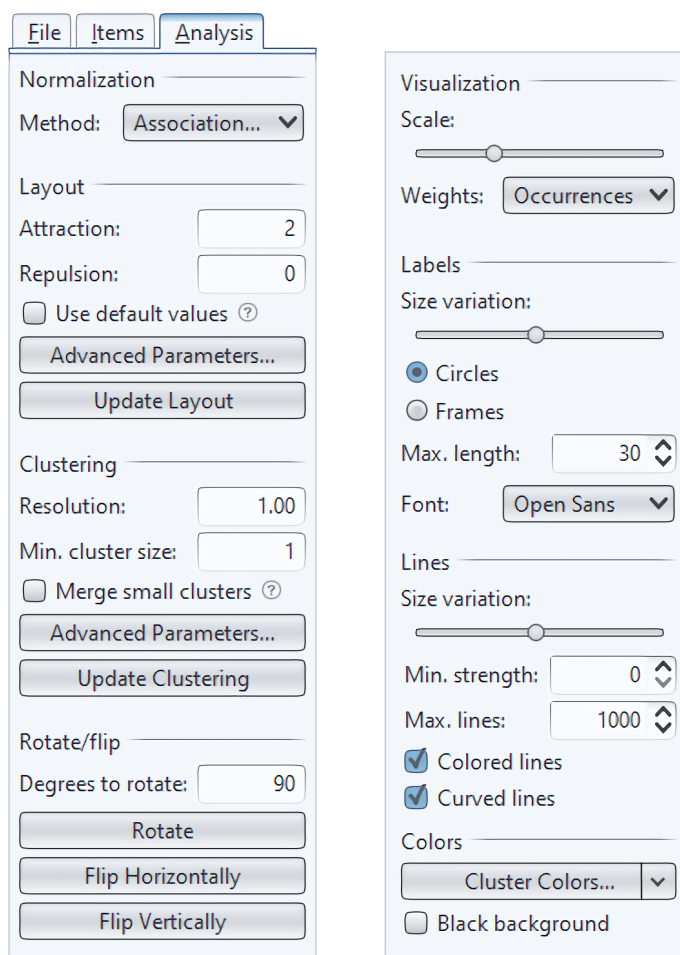 File Items Analysis
Normalization
Method: Association...
Layout
Attraction: 2
Repulsion: 0
Use default values ?
Advanced Parameters...
Update Layout
Clustering
Resolution: 1.00
Min. cluster size: 1
Merge small clusters ?
Advanced Parameters...
Update Clustering
Rotate/flip
Degrees to rotate: 90
Rotate
Flip Horizontally
Flip Vertically
Visualization
Scale:
Weights: Occurrences
Labels
Size variation:
Circles
Frames
Max. length: 30
Font: Open Sans
Lines
Size variation:
Min. strength: 0
Max. lines: 1000
Colored lines
Curved lines
Colors
Cluster Colors...
Black background